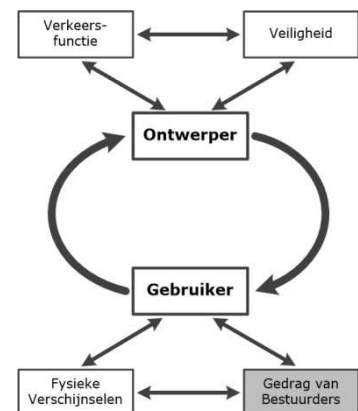 Verkeers-
functie
Veiligheid
Ontwerper
Gebruiker
Fysieke
Verschijnselen
Gedrag van
Bestuurders